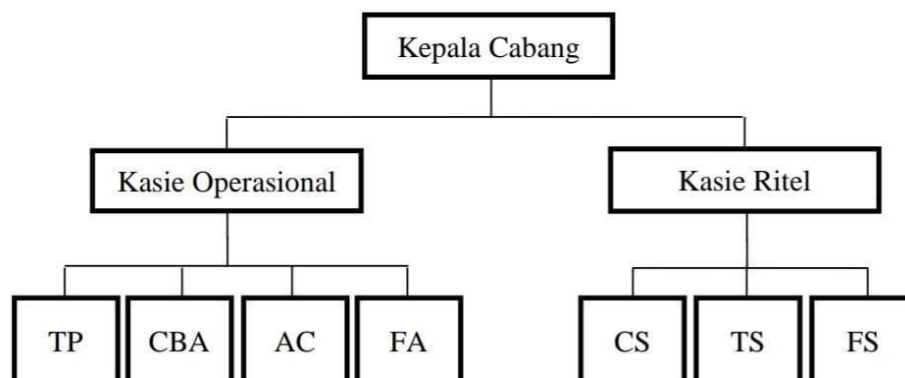 Kepala Cabang
Kasie Operasional
Kasie Ritel
TP
CBA
AC
FA
CS
TS
FS